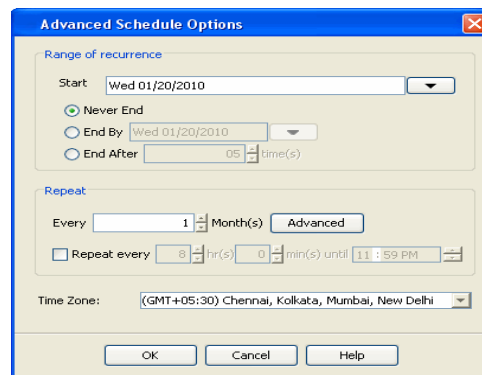 Advanced Schedule Options
Range of recurrence
Start Wed 01/20/2010
Never End
End By Wed 01/20/2010
End After 05 time(s)
Repeat
Every 1 Month(s) Advanced
Repeat every 8 hr(s) 0 min(s) until 11 : 59 PM
Time Zone: (GMT+05:30) Chennai, Kolkata, Mumbai, New Delhi
OK Cancel Help